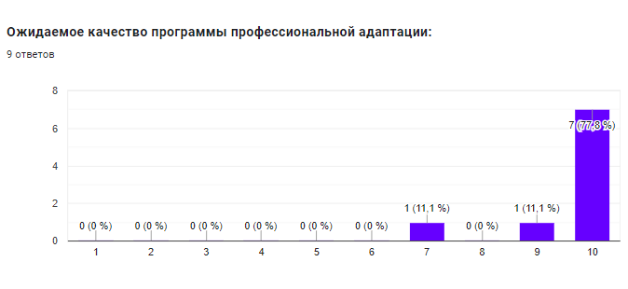 Ожидаемое качество программы профессиональной адаптации:
9 ответов
8
6
4
2
0
0 (0 %)
0 (0 %)
0 (0 %)
0 (0 %)
0 (0 %)
0 (0 %)
1 (11,1 %)
0 (0 %)
1 (11,1 %)
7 (77,8 %)
1 2 3 4 5 6 7 8 9 10